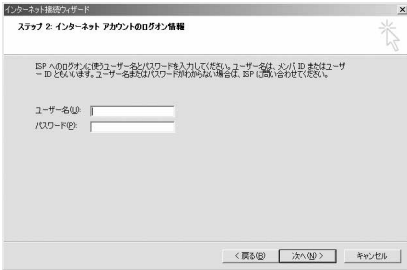 インターネット接続ウィザード
ステップ 2: インターネット アカウントのログオン情報
ISP へのログオンに使うユーザー名とパスワードを入力してください。ユーザー名は、メンバ ID またはユーザ
ー ID ともいいます。ユーザー名またはパスワードがわからない場合は、ISP に問い合わせてください。
ユーザー名(U):
パスワード(P):
< 戻る(B)
次へ(N) >
キャンセル